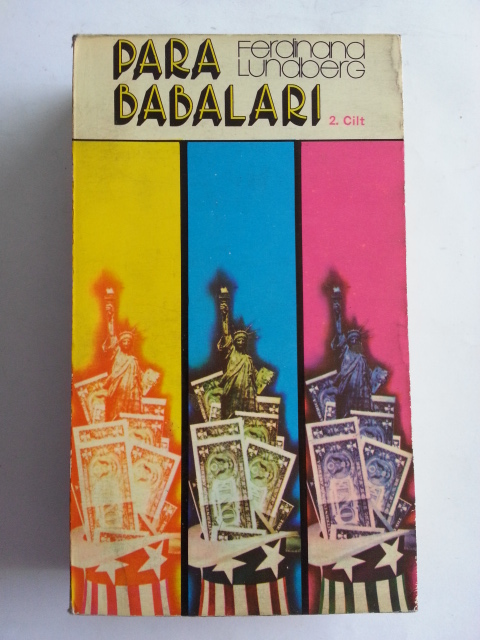 PARA
BABALARI
Ferdinand
Lundberg
2. Cilt